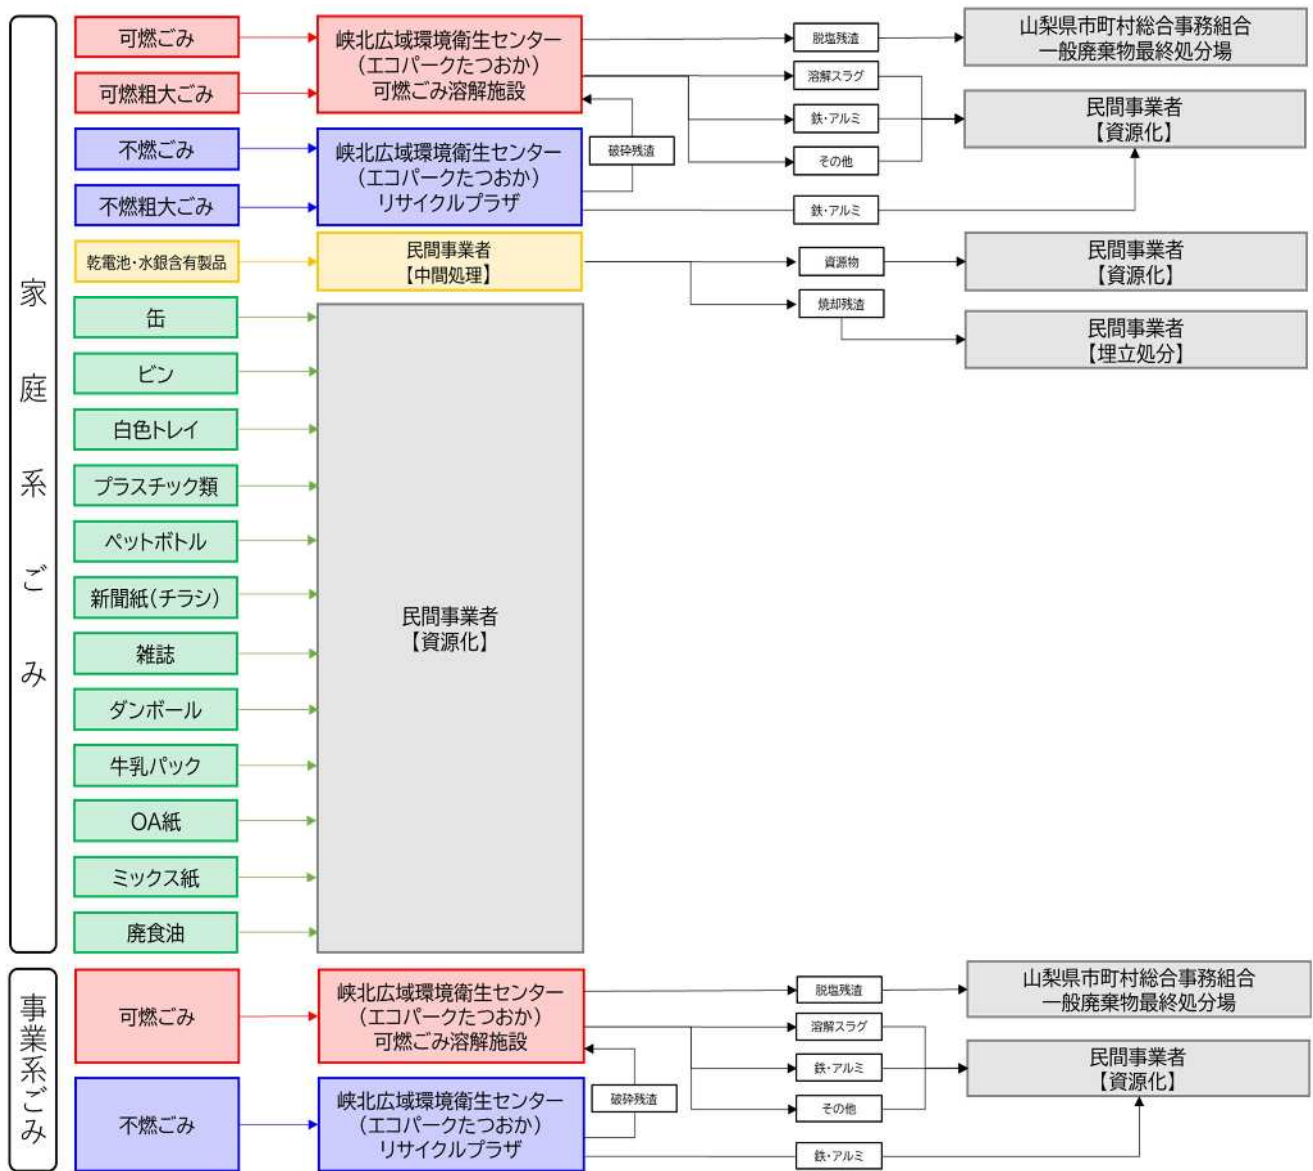 家庭系ごみ
可燃ごみ
可燃粗大ごみ
不燃ごみ
不燃粗大ごみ
乾電池・水銀含有製品
缶
ビン
白色トレイ
プラスチック類
ペットボトル
新聞紙(チラシ)
雑誌
ダンボール
牛乳パック
OA紙
ミックス紙
廃食油
峡北広域環境衛生センター
(エコパークたつおか)
可燃ごみ溶解施設
峡北広域環境衛生センター
(エコパークたつおか)
リサイクルプラザ
民間事業者
【中間処理】
民間事業者
【資源化】
破砕残渣
脱塩残渣
溶解スラグ
鉄・アルミ
その他
鉄・アルミ
資源物
焼却残渣
山梨県市町村総合事務組合
一般廃棄物最終処分場
民間事業者
【資源化】
民間事業者
【資源化】
民間事業者
【埋立処分】
事業系ごみ
可燃ごみ
不燃ごみ
峡北広域環境衛生センター
(エコパークたつおか)
可燃ごみ溶解施設
峡北広域環境衛生センター
(エコパークたつおか)
リサイクルプラザ
破砕残渣
脱塩残渣
溶解スラグ
鉄・アルミ
その他
鉄・アルミ
山梨県市町村総合事務組合
一般廃棄物最終処分場
民間事業者
【資源化】